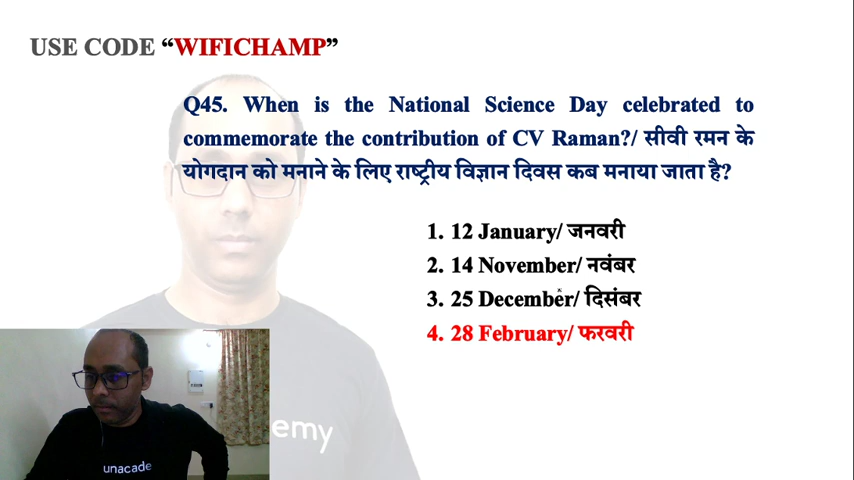 USE CODE “WIFICHAMP”
Q45. When is the National Science Day celebrated to
commemorate the contribution of CV Raman?/ सीवी रमन के
योगदान को मनाने के लिए राष्ट्रीय विज्ञान दिवस कब मनाया जाता है?
1. 12 January/ जनवरी
2. 14 November/ नवंबर
3. 25 December/ दिसंबर
4. 28 February/ फरवरी
emy
unacade